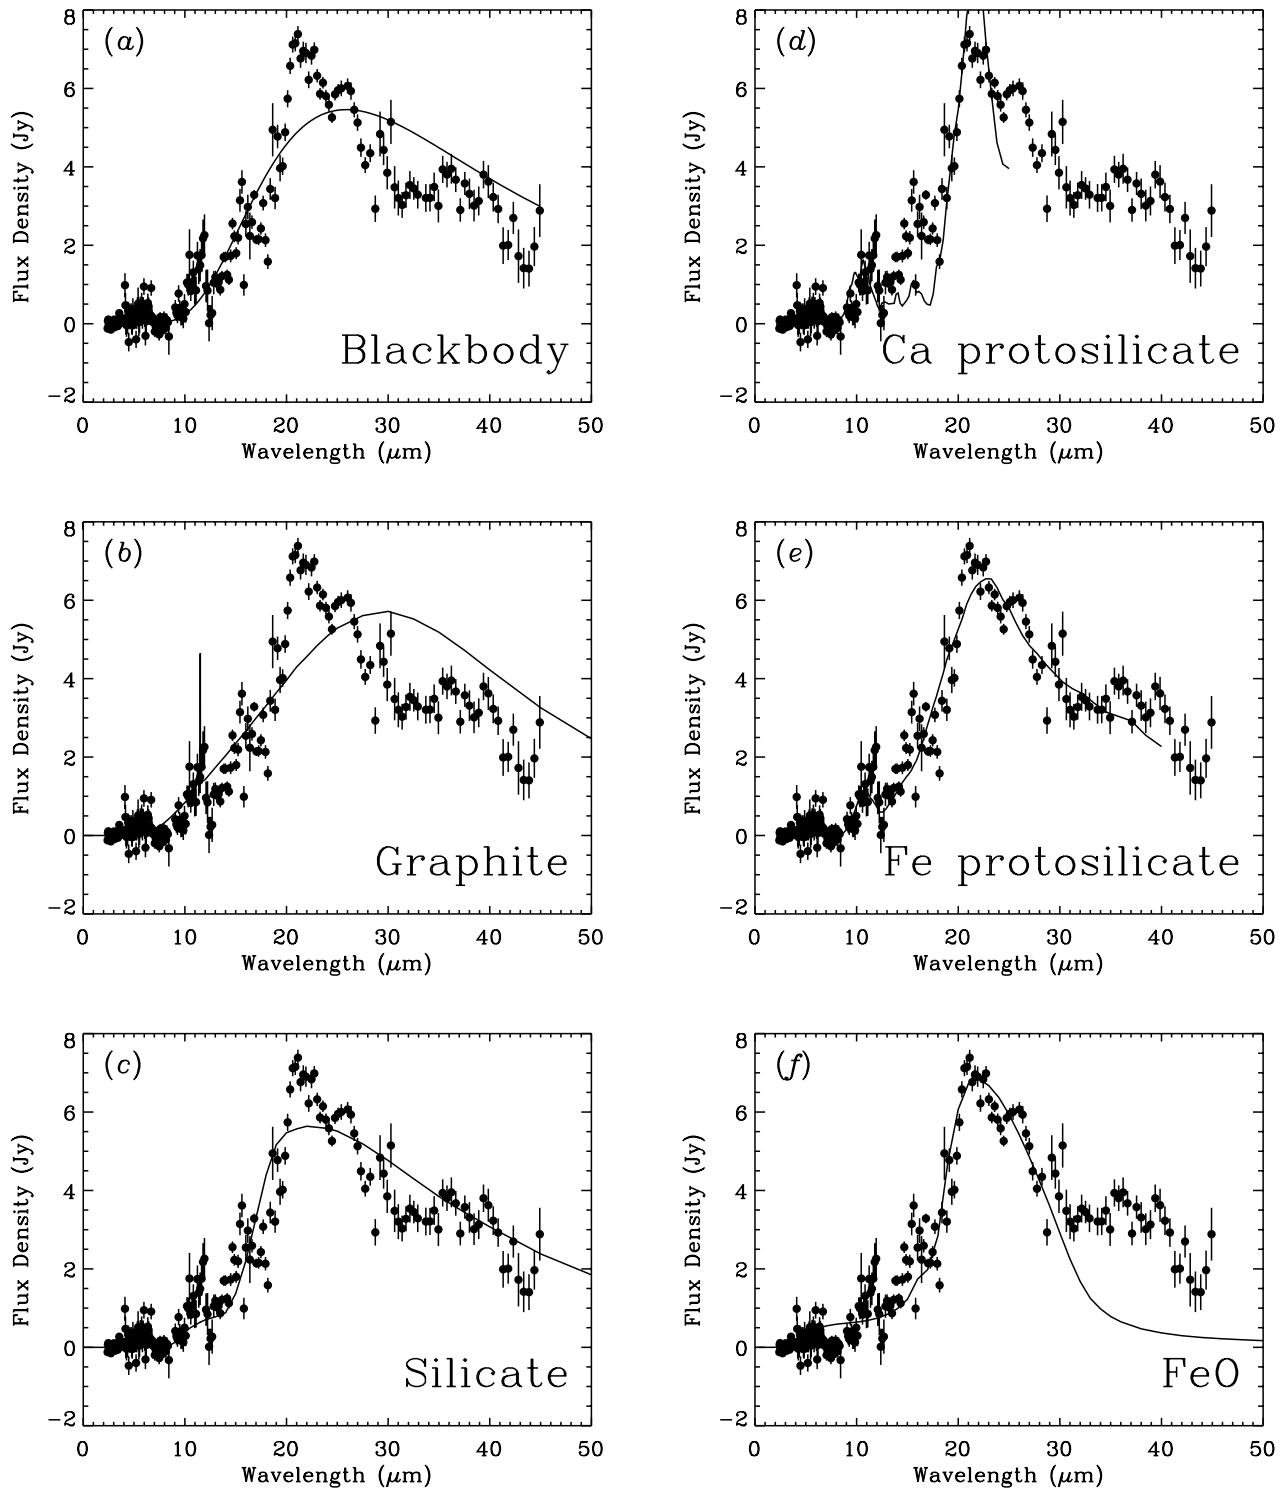 (a)
8
6
4
2
0
−2
Flux Density (Jy)
Blackbody
0 10 20 30 40 50
Wavelength (μm)
(d)
8
6
4
2
0
−2
Flux Density (Jy)
Ca protosilicate
0 10 20 30 40 50
Wavelength (μm)
(b)
8
6
4
2
0
−2
Flux Density (Jy)
Graphite
0 10 20 30 40 50
Wavelength (μm)
(e)
8
6
4
2
0
−2
Flux Density (Jy)
Fe protosilicate
0 10 20 30 40 50
Wavelength (μm)
(c)
8
6
4
2
0
−2
Flux Density (Jy)
Silicate
0 10 20 30 40 50
Wavelength (μm)
(f)
8
6
4
2
0
−2
Flux Density (Jy)
FeO
0 10 20 30 40 50
Wavelength (μm)